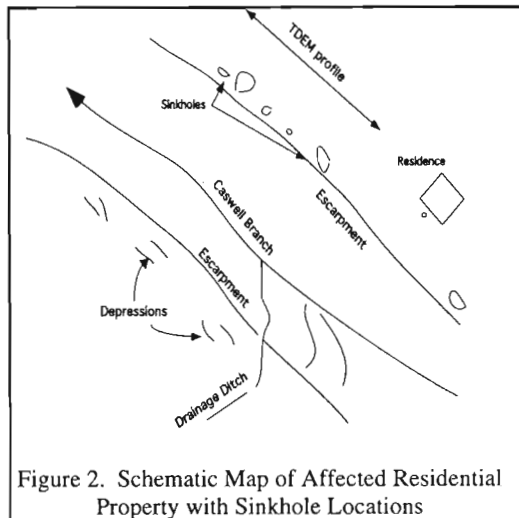 TDEM profile
Sinkholes
Residence
Caswell Branch
Escarpment
Escarpment
Depressions
Drainage Ditch
Figure 2. Schematic Map of Affected Residential
Property with Sinkhole Locations